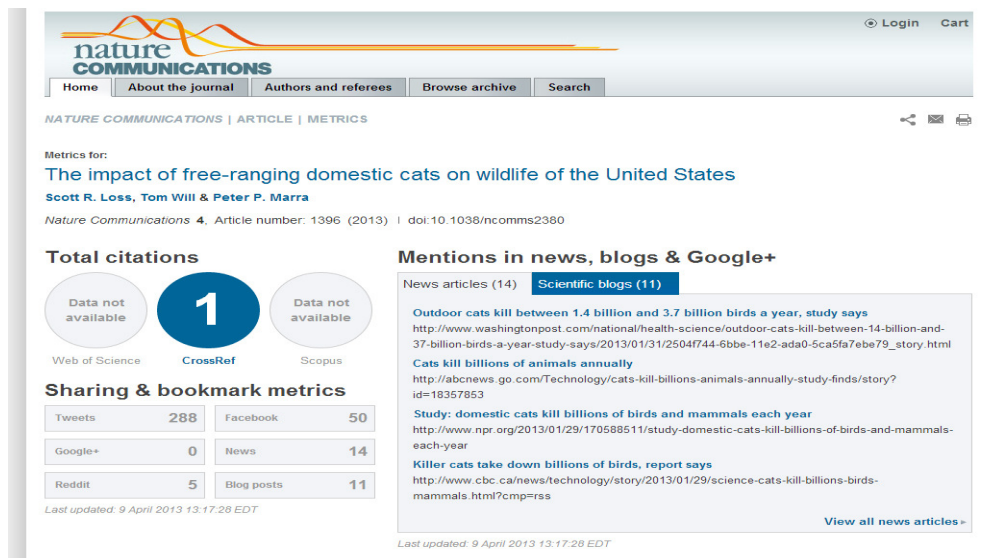 Login Cart
nature
COMMUNICATIONS
Home About the journal Authors and referees Browse archive Search
NATURE COMMUNICATIONS | ARTICLE | METRICS
Metrics for:
The impact of free-ranging domestic cats on wildlife of the United States
Scott R. Loss, Tom Will & Peter P. Marra
Nature Communications 4, Article number: 1396 (2013) | doi:10.1038/ncomms2380
Total citations
Data not
available
1
Data not
available
Web of Science CrossRef Scopus
Sharing & bookmark metrics
Tweets 288 Facebook 50
Google+ 0 News 14
Reddit 5 Blog posts 11
Last updated: 9 April 2013 13:17:28 EDT
Mentions in news, blogs & Google+
News articles (14) Scientific blogs (11)
Outdoor cats kill between 1.4 billion and 3.7 billion birds a year, study says
http://www.washingtonpost.com/national/health-science/outdoor-cats-kill-between-14-billion-and-
37-billion-birds-a-year-study-says/2013/01/31/2504f744-6bbe-11e2-ada0-5ca5fa7ebe79_story.html
Cats kill billions of animals annually
http://abcnews.go.com/Technology/cats-kill-billions-animals-annually-study-finds/story?
id=18357853
Study: domestic cats kill billions of birds and mammals each year
http://www.npr.org/2013/01/29/170588511/study-domestic-cats-kill-billions-of-birds-and-mammals-
each-year
Killer cats take down billions of birds, report says
http://www.cbc.ca/news/technology/story/2013/01/29/science-cats-kill-billions-birds-
mammals.html?cmp=rss
View all news articles
Last updated: 9 April 2013 13:17:28 EDT